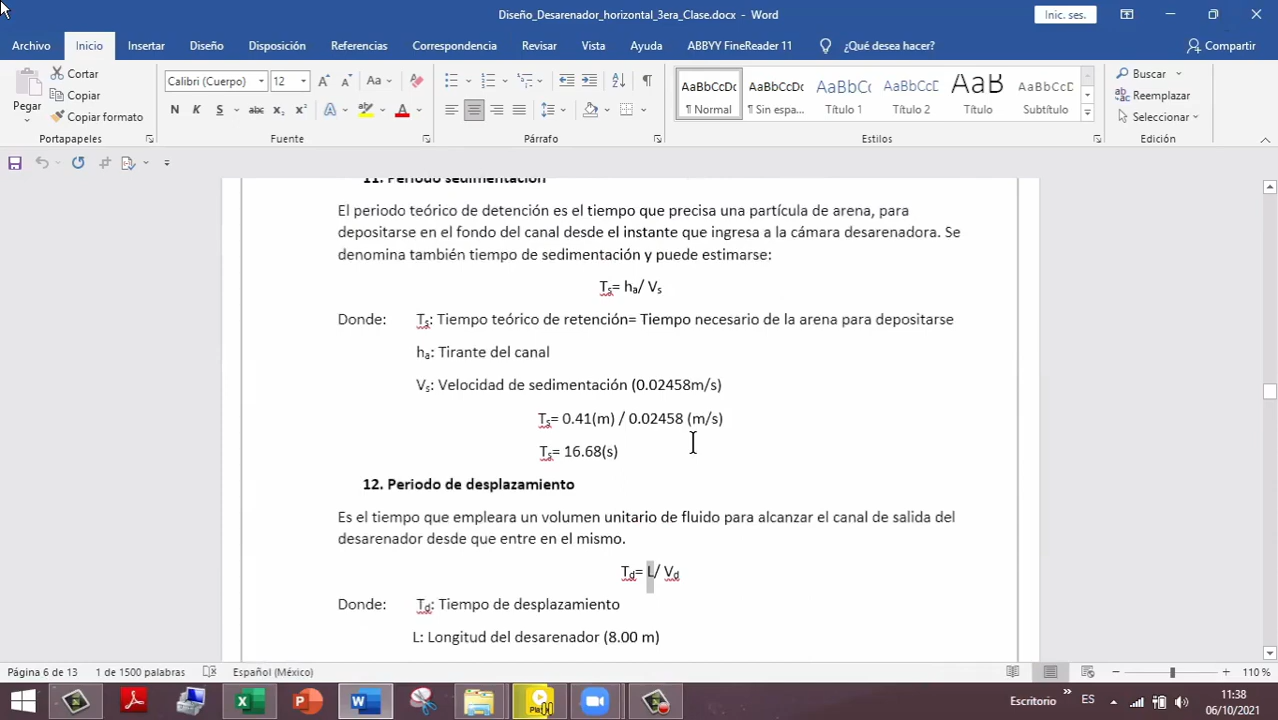 Diseño_Desarenador_horizontal_3era_Clase.docx - Word
Inic. ses.
Archivo Inicio Insertar Diseño Disposición Referencias Correspondencia Revisar Vista Ayuda ABBYY FineReader 11 ¿Qué desea hacer? Compartir
Pegar
Cortar
Copiar
Copiar formato
Portapapeles
Calibri (Cuerpo) 12
Aa
N K S abc x₂ x²
Fuente
Párrafo
AaBbCcDc AaBbCcDc AaBbC AaBbCcD AaB AaBbCcD
¶ Normal ¶ Sin espa... Título 1 Título 2 Título Subtítulo
Estilos
Buscar
Reemplazar
Seleccionar
Edición
11. Periodo sedimentación
El periodo teórico de detención es el tiempo que precisa una partícula de arena, para
depositarse en el fondo del canal desde el instante que ingresa a la cámara desarenadora. Se
denomina también tiempo de sedimentación y puede estimarse:
Tₛ= hₐ/ Vₛ
Donde: Tₛ: Tiempo teórico de retención= Tiempo necesario de la arena para depositarse
hₐ: Tirante del canal
Vₛ: Velocidad de sedimentación (0.02458m/s)
Tₛ= 0.41(m) / 0.02458 (m/s)
Tₛ= 16.68(s)
12. Periodo de desplazamiento
Es el tiempo que empleara un volumen unitario de fluido para alcanzar el canal de salida del
desarenador desde que entre en el mismo.
Td= L/ Vd
Donde: Td: Tiempo de desplazamiento
L: Longitud del desarenador (8.00 m)
Página 6 de 13 1 de 1500 palabras Español (México) 110 %
Escritorio ES 11:38
06/10/2021